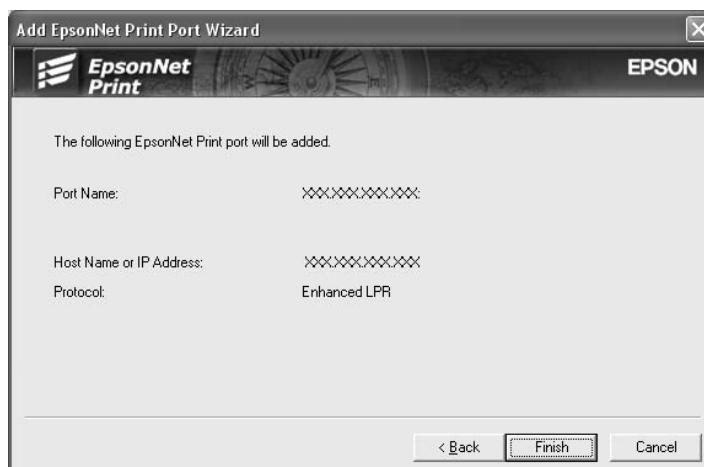 Add EpsonNet Print Port Wizard
EpsonNet
Print
EPSON
The following EpsonNet Print port will be added.
Port Name: XXX.XXX.XXX.XXX:
Host Name or IP Address: XXX.XXX.XXX.XXX
Protocol: Enhanced LPR
< Back Finish Cancel